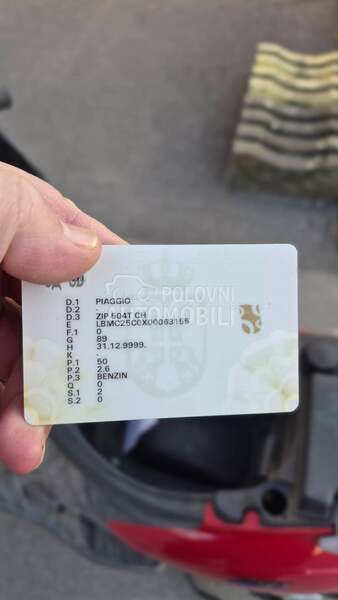 POLOVNI
AUTOMOBILI
D.1 PIAGGIO
D.2 -
D.3 ZIP 504T CH
E
F.1 0
G 89
H 31.12.9999.
K -
P.1 50
P.2 2.6
P.3 BENZIN
Q 0
S.1 2
S.2 0